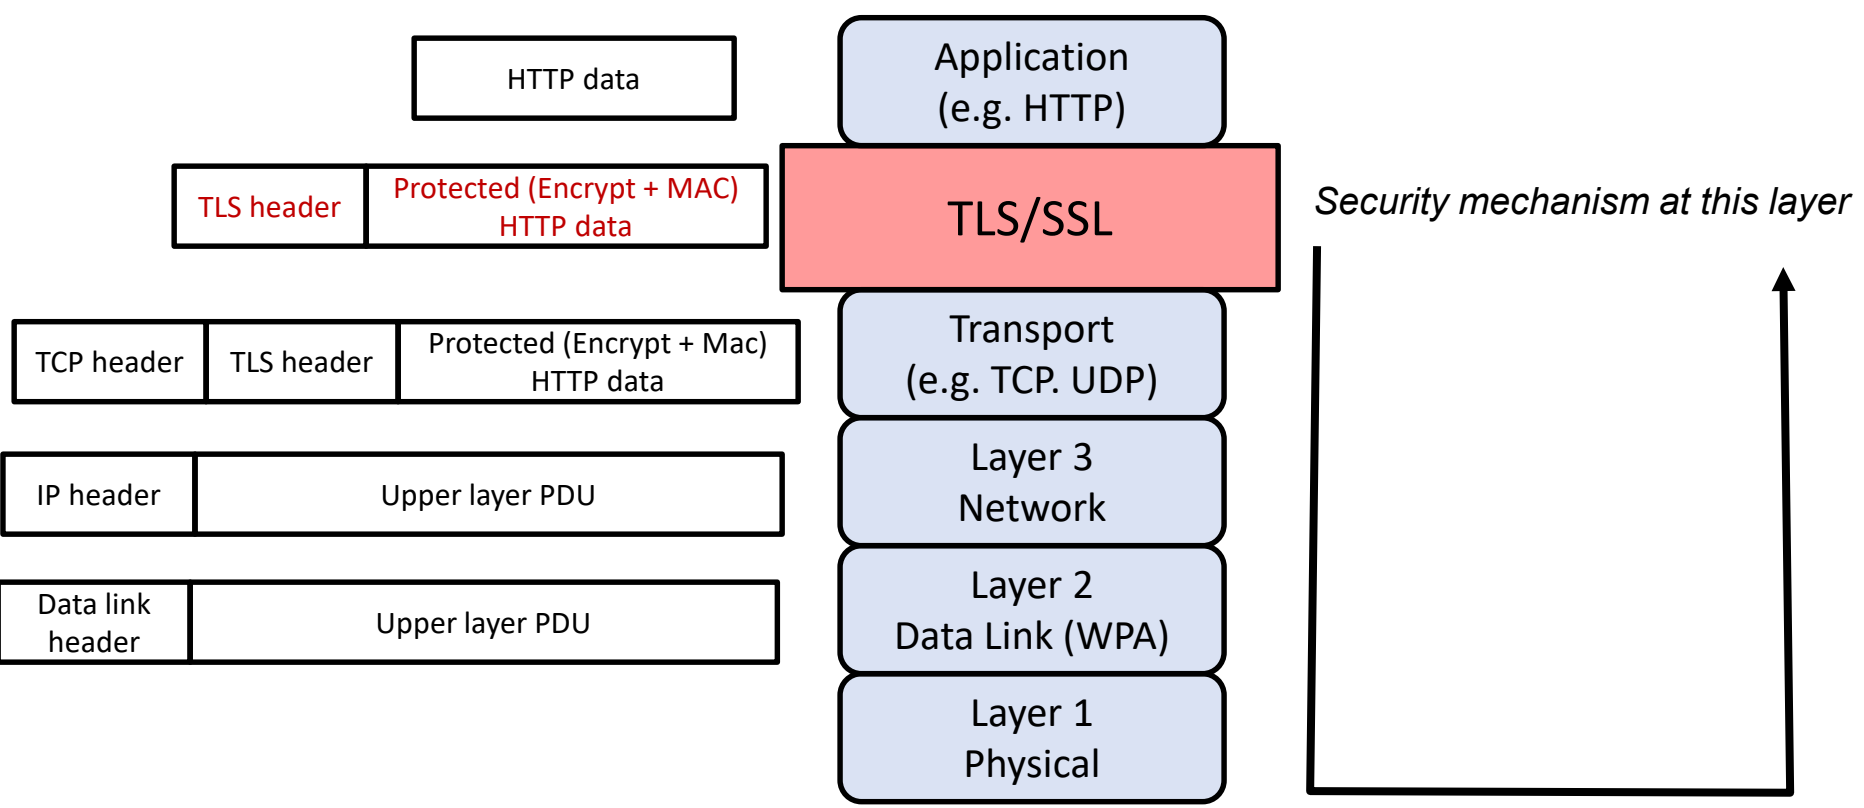 HTTP data
Application
(e.g. HTTP)
TLS header
Protected (Encrypt + MAC)
HTTP data
TLS/SSL
Security mechanism at this layer
TCP header
TLS header
Protected (Encrypt + Mac)
HTTP data
Transport
(e.g. TCP. UDP)
IP header
Upper layer PDU
Layer 3
Network
Data link
header
Upper layer PDU
Layer 2
Data Link (WPA)
Layer 1
Physical